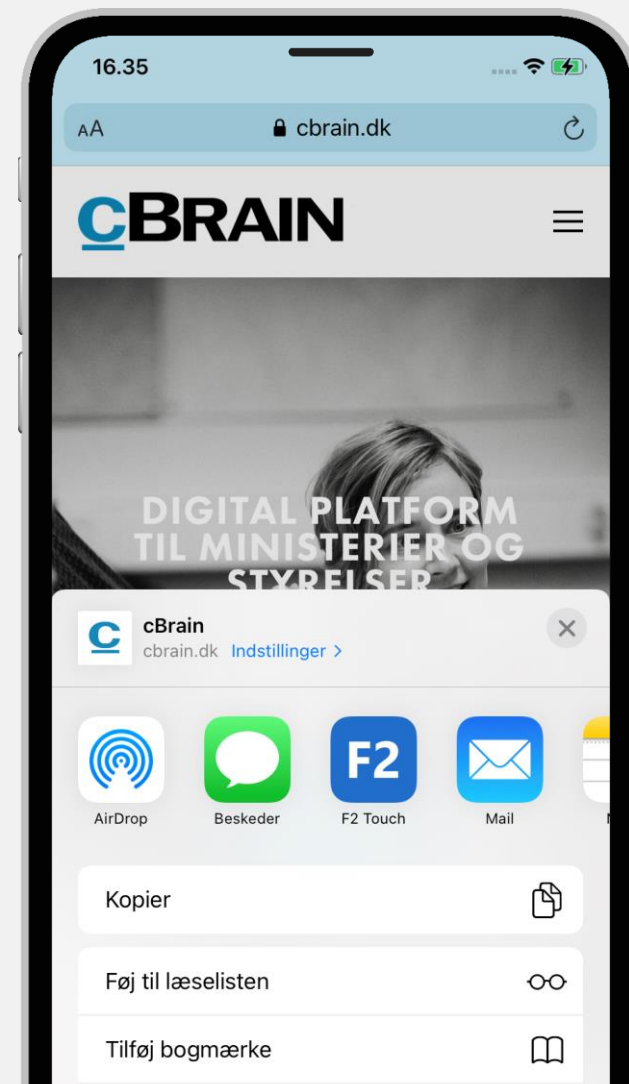 16.35
AA cbrain.dk
cBRAIN
DIGITAL PLATFORM
TIL MINISTERIER OG
STYRELSER
C cBrain
cbrain.dk Indstillinger >
F2
AirDrop Beskeder F2 Touch Mail
Kopier
Føj til læselisten
Tilføj bogmærke